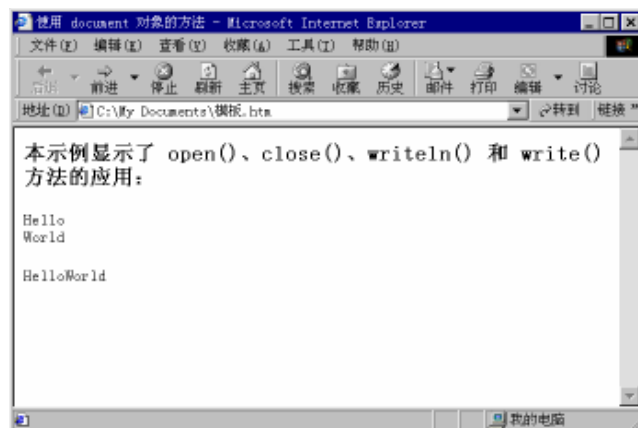 使用 document 对象的方法 - Microsoft Internet Explorer
文件(F) 编辑(E) 查看(V) 收藏(A) 工具(T) 帮助(H)
后退 前进 停止 刷新 主页 搜索 收藏 历史 邮件 打印 编辑 讨论
地址(D) C:\My Documents\模板.htm 转到 链接 »
本示例显示了 open()、close()、writeln() 和 write()
方法的应用：
Hello
World
HelloWorld
我的电脑